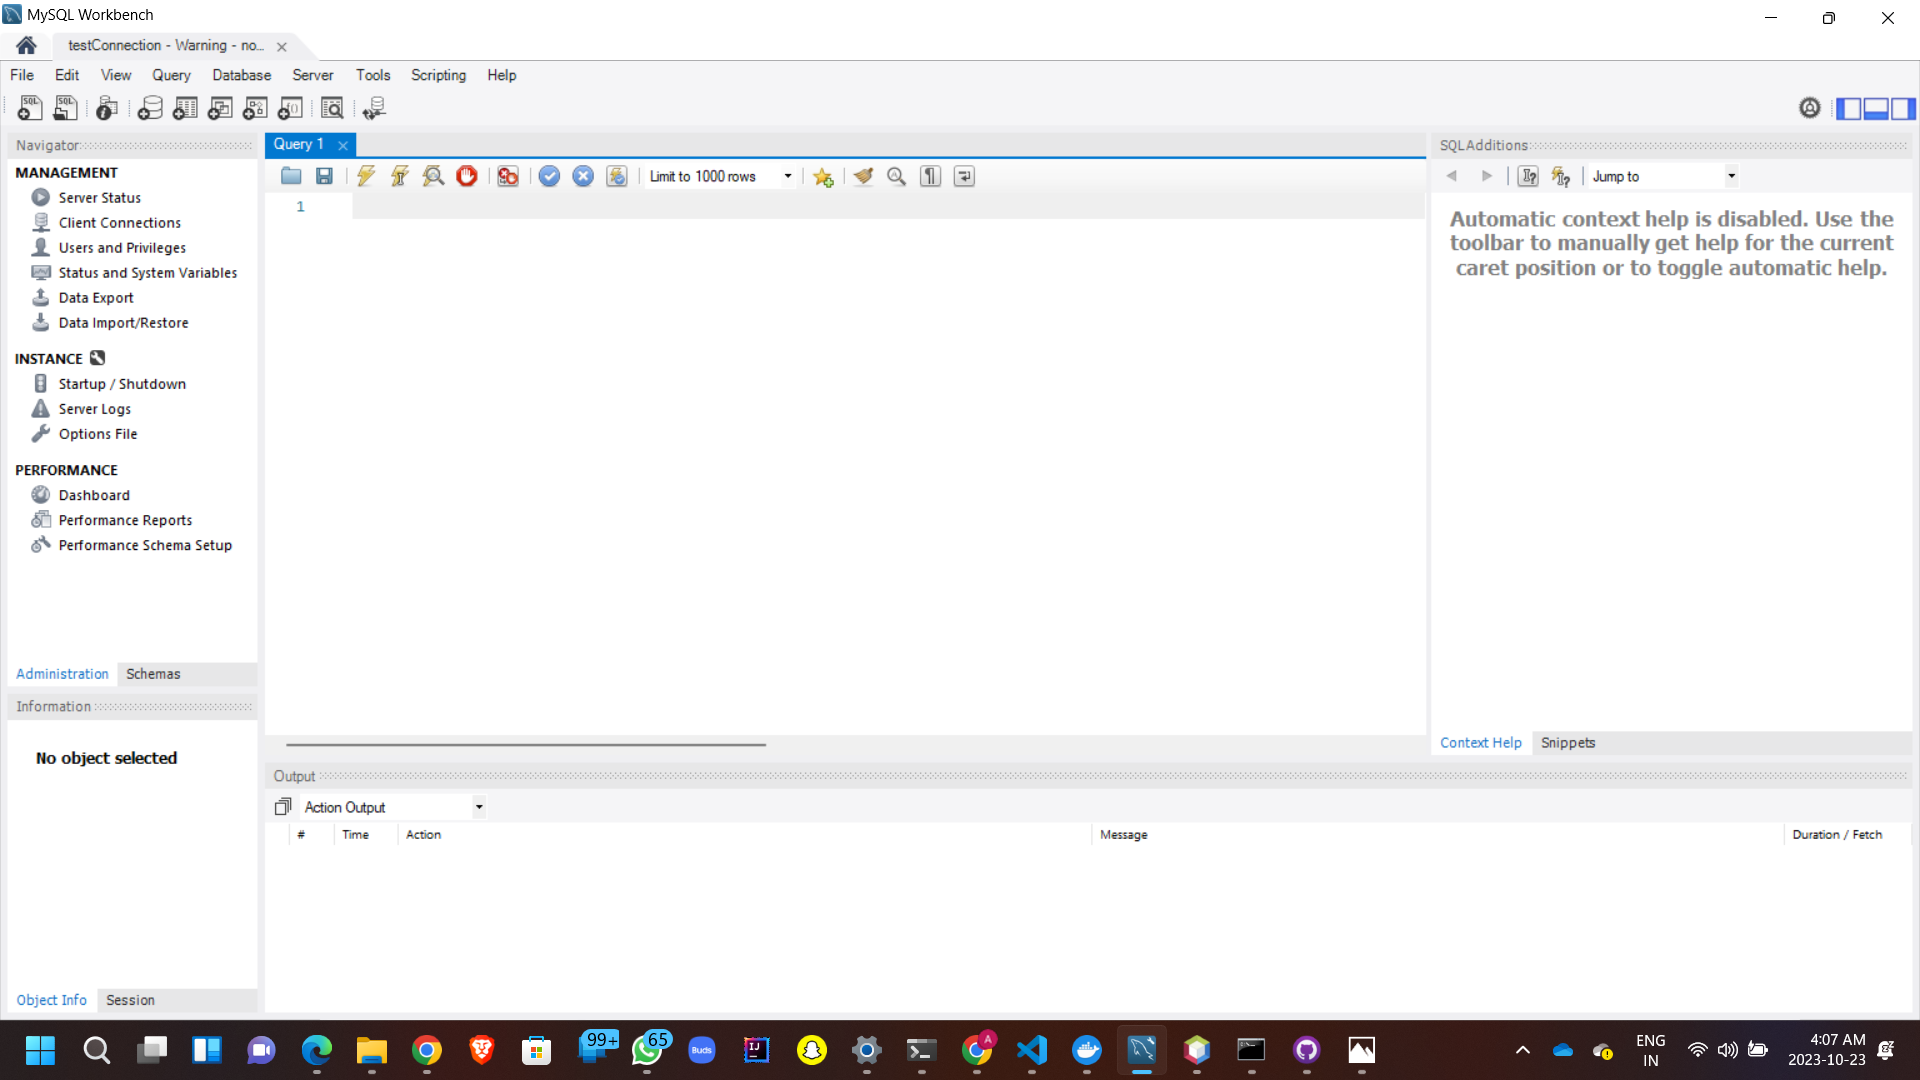 MySQL Workbench
testConnection - Warning - no...
File Edit View Query Database Server Tools Scripting Help
SQL SQL
Navigator
MANAGEMENT
Server Status
Client Connections
Users and Privileges
Status and System Variables
Data Export
Data Import/Restore
INSTANCE
Startup / Shutdown
Server Logs
Options File
PERFORMANCE
Dashboard
Performance Reports
Performance Schema Setup
Administration Schemas
Information
No object selected
Object Info Session
Query 1
Limit to 1000 rows
1
SQLAdditions
Jump to
Automatic context help is disabled. Use the
toolbar to manually get help for the current
caret position or to toggle automatic help.
Context Help Snippets
Output
Action Output
# Time Action Message Duration / Fetch
99+ 65 Buds IJ A
ENG
IN
4:07 AM
2023-10-23